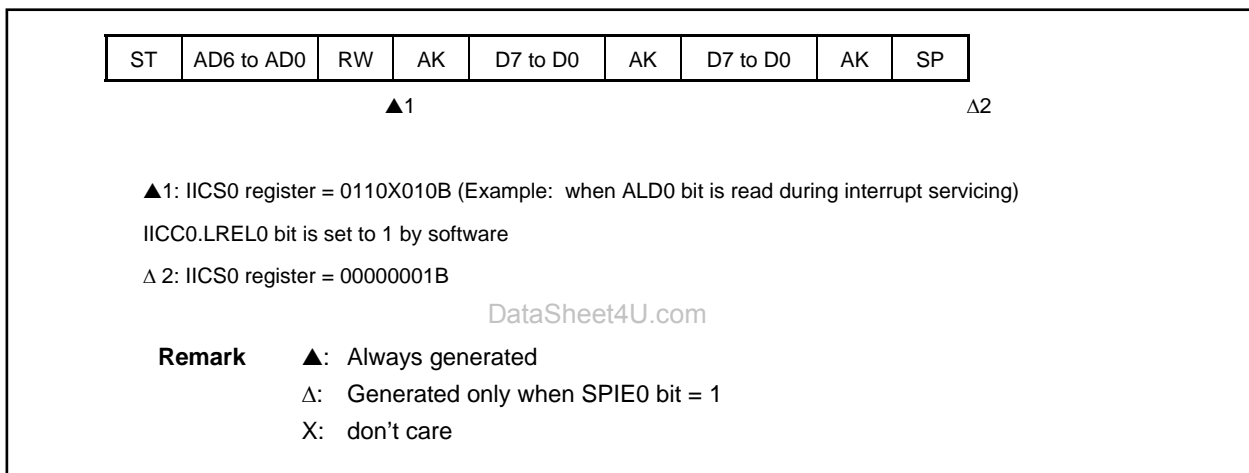 ST AD6 to AD0 RW AK D7 to D0 AK D7 to D0 AK SP
▲1 Δ2
▲1: IICS0 register = 0110X010B (Example: when ALD0 bit is read during interrupt servicing)
IICC0.LREL0 bit is set to 1 by software
Δ 2: IICS0 register = 00000001B
DataSheet4U.com
Remark ▲: Always generated
Δ: Generated only when SPIE0 bit = 1
X: don't care